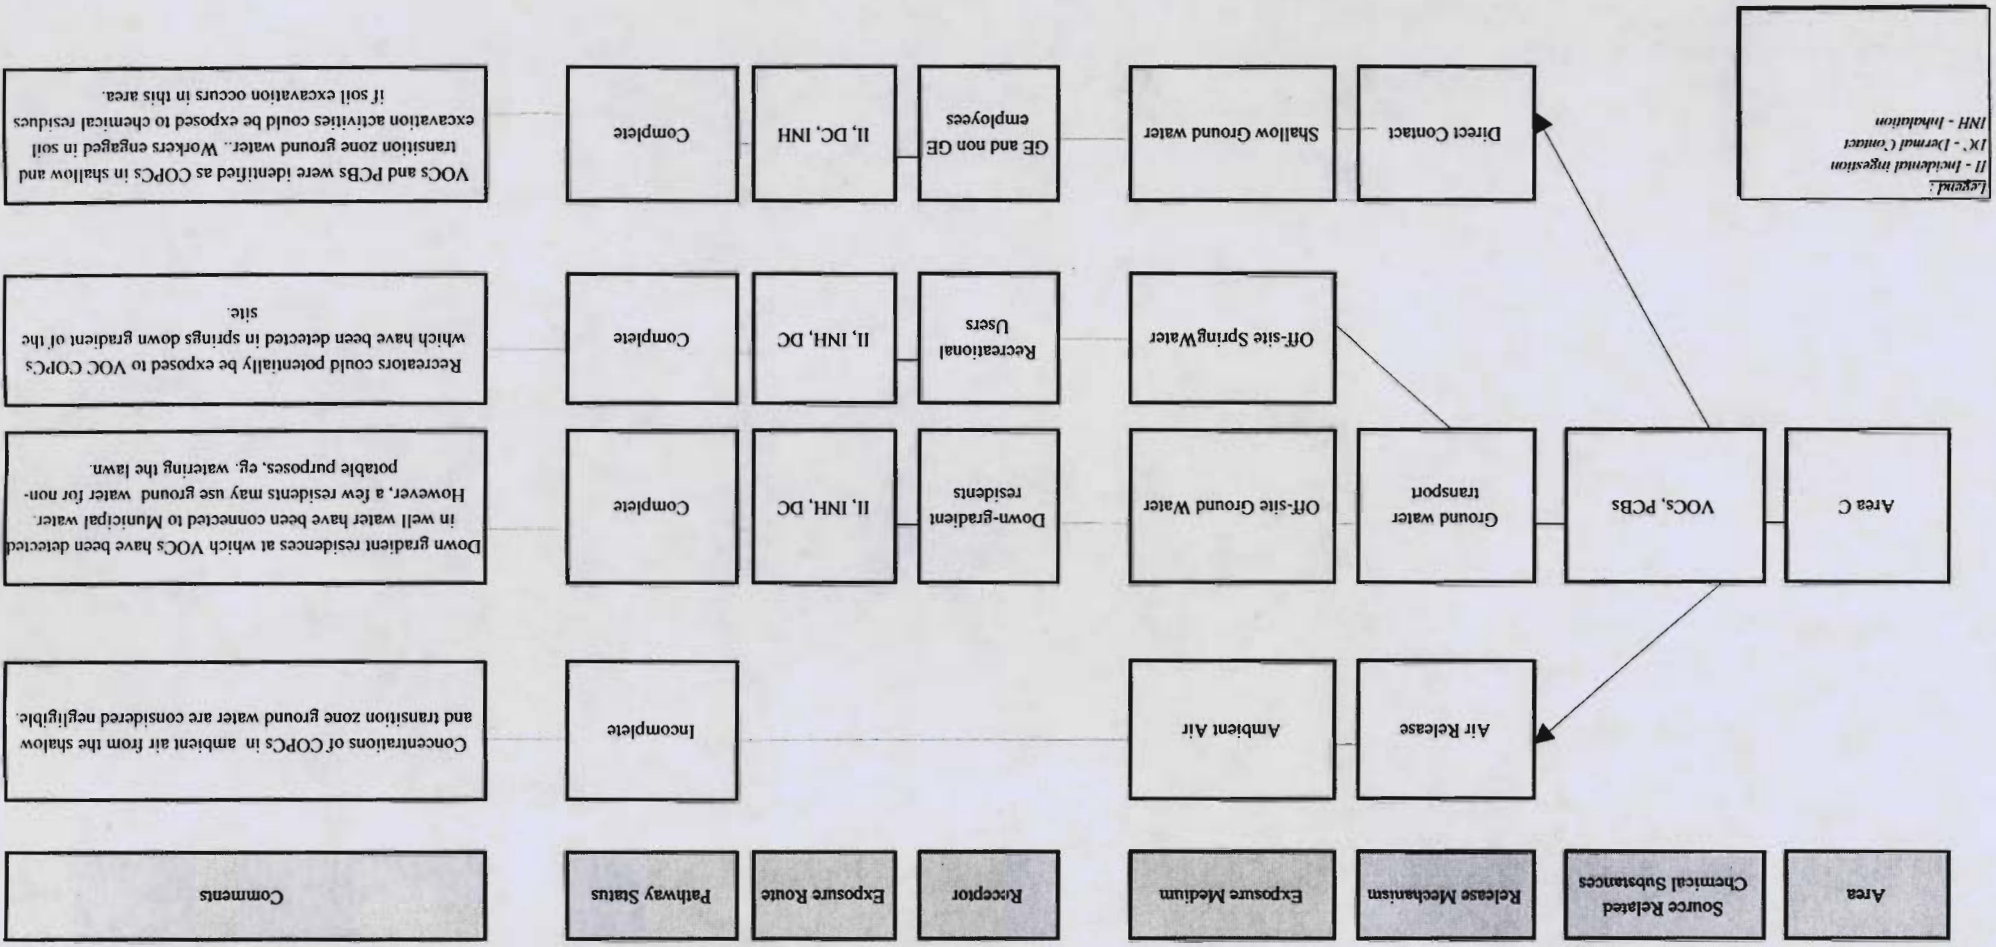 Area
Source Related
Chemical Substances
Release Mechanism
Exposure Medium
Receptor
Exposure Route
Pathway Status
Comments
Air Release
Ambient Air
Incomplete
Concentrations of COPCs in ambient air from the shalow
and transition zone ground water are considered negligible.
Area C
VOCs, PCBs
Ground water
transport
Off-site Ground Water
Down-gradient
residents
II, INH, DC
Complete
Down gradient residences at which VOCs have been detected
in well water have been connected to Municipal water.
However, a few residents may use ground water for non-
potable purposes, eg. watering the lawn.
Off-site SpringWater
Recreational
Users
II, INH, DC
Complete
Recreators could potentially be exposed to VOC COPCs
which have been detected in springs down gradient of the
site.
Direct Contact
Shallow Ground water
GE and non GE
employees
II, DC, INH
Complete
VOCs and PCBs were identified as COPCs in shallow and
transition zone ground water.. Workers engaged in soil
excavation activities could be exposed to chemical residues
if soil excavation occurs in this area.
Legend :
II - Incidental ingestion
DC - Dermal Contact
INH - Inhalation